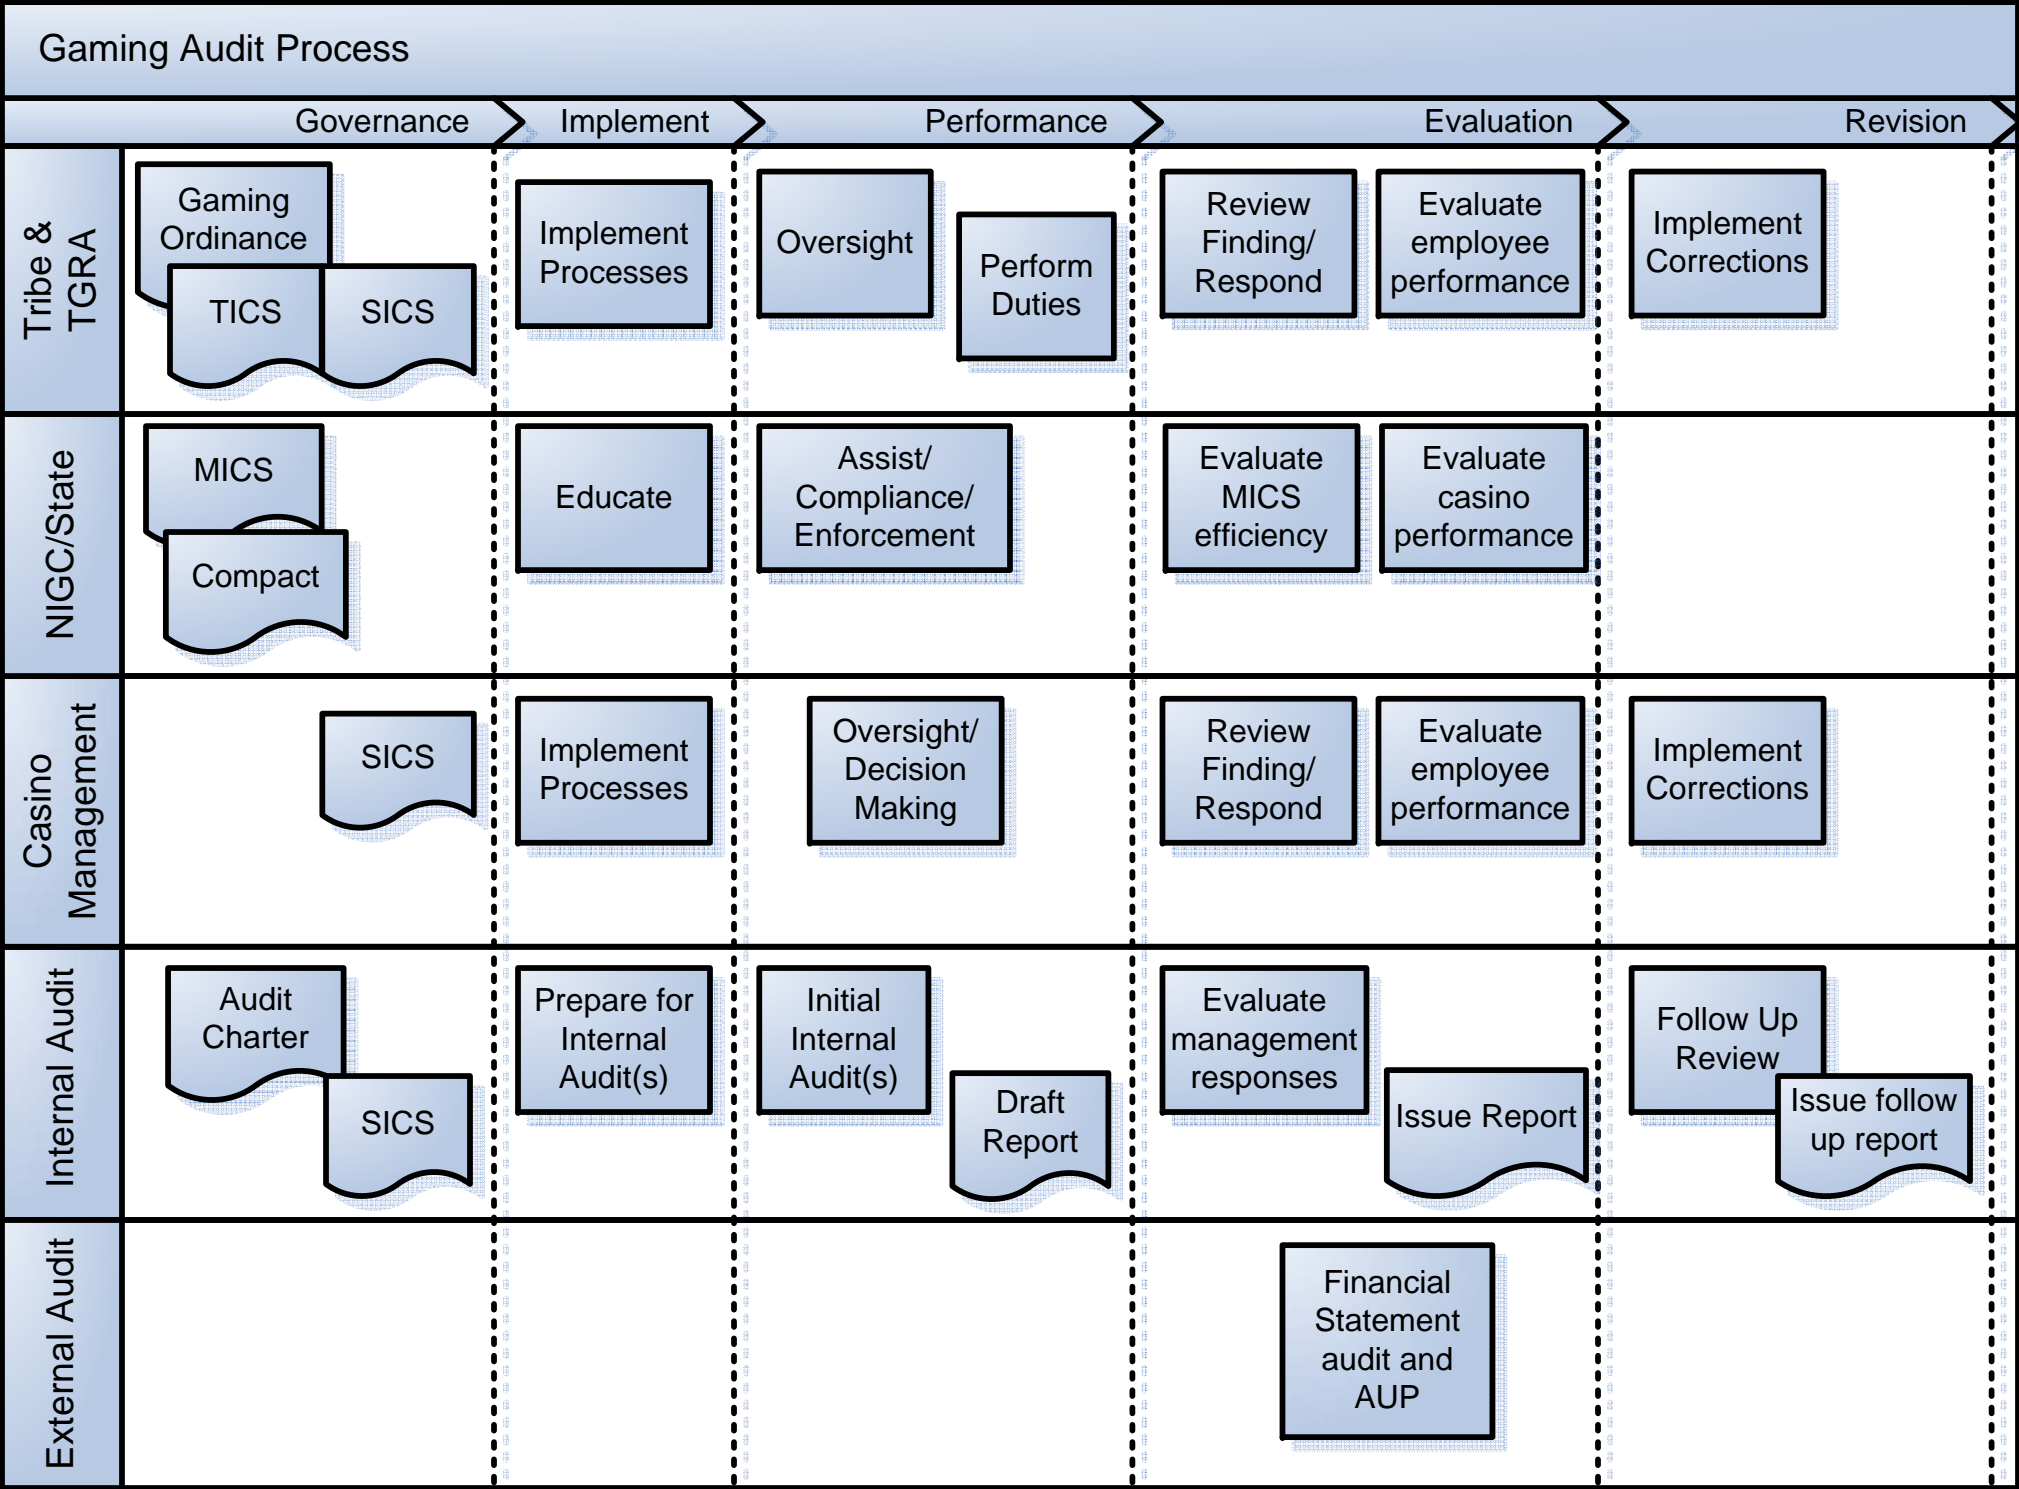 Gaming Audit Process
Governance
Implement
Performance
Evaluation
Revision
Tribe &
TGRA
Gaming
Ordinance
TICS
SICS
Implement
Processes
Oversight
Perform
Duties
Review
Finding/
Respond
Evaluate
employee
performance
Implement
Corrections
NIGC/State
MICS
Compact
Educate
Assist/
Compliance/
Enforcement
Evaluate
MICS
efficiency
Evaluate
casino
performance
Casino
Management
SICS
Implement
Processes
Oversight/
Decision
Making
Review
Finding/
Respond
Evaluate
employee
performance
Implement
Corrections
Internal Audit
Audit
Charter
SICS
Prepare for
Internal
Audit(s)
Initial
Internal
Audit(s)
Draft
Report
Evaluate
management
responses
Issue Report
Follow Up
Review
Issue follow
up report
External Audit
Financial
Statement
audit and
AUP